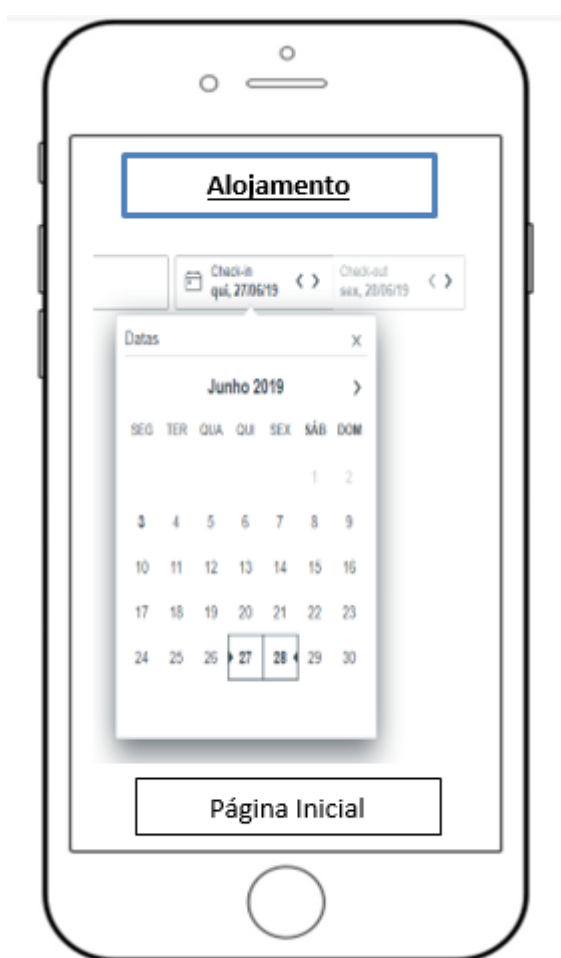 Alojamento
Check-in
qui, 27/06/19
Check-out
sex, 28/06/19
Datas X
Junho 2019
SEG TER QUA QUI SEX SÁB DOM
1 2
3 4 5 6 7 8 9
10 11 12 13 14 15 16
17 18 19 20 21 22 23
24 25 26 27 28 29 30
Página Inicial